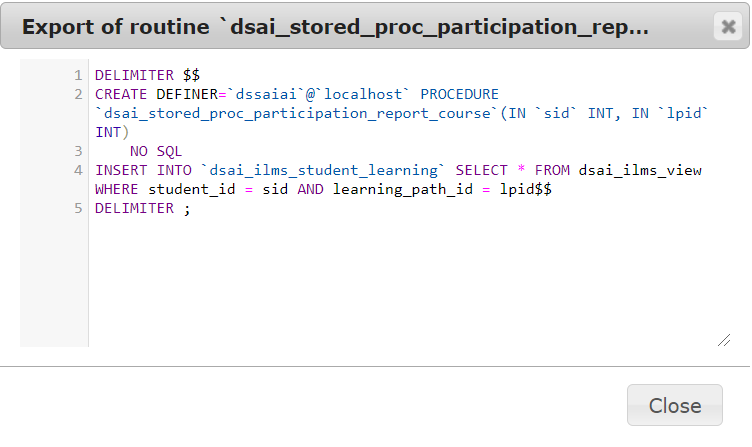 Export of routine `dsai_stored_proc_participation_rep...
1 DELIMITER $$
2 CREATE DEFINER=`dssaiai`@`localhost` PROCEDURE
`dsai_stored_proc_participation_report_course`(IN `sid` INT, IN `lpid`
INT)
3 NO SQL
4 INSERT INTO `dsai_ilms_student_learning` SELECT * FROM dsai_ilms_view
WHERE student_id = sid AND learning_path_id = lpid$$
5 DELIMITER ;
Close